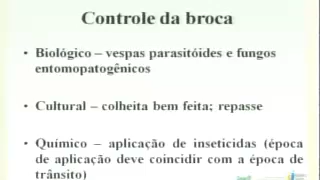 Controle da broca
• Biológico – vespas parasitóides e fungos
entomopatogênicos
• Cultural – colheita bem feita; repasse
• Químico – aplicação de inseticidas (época
de aplicação deve coincidir com a época de
trânsito)